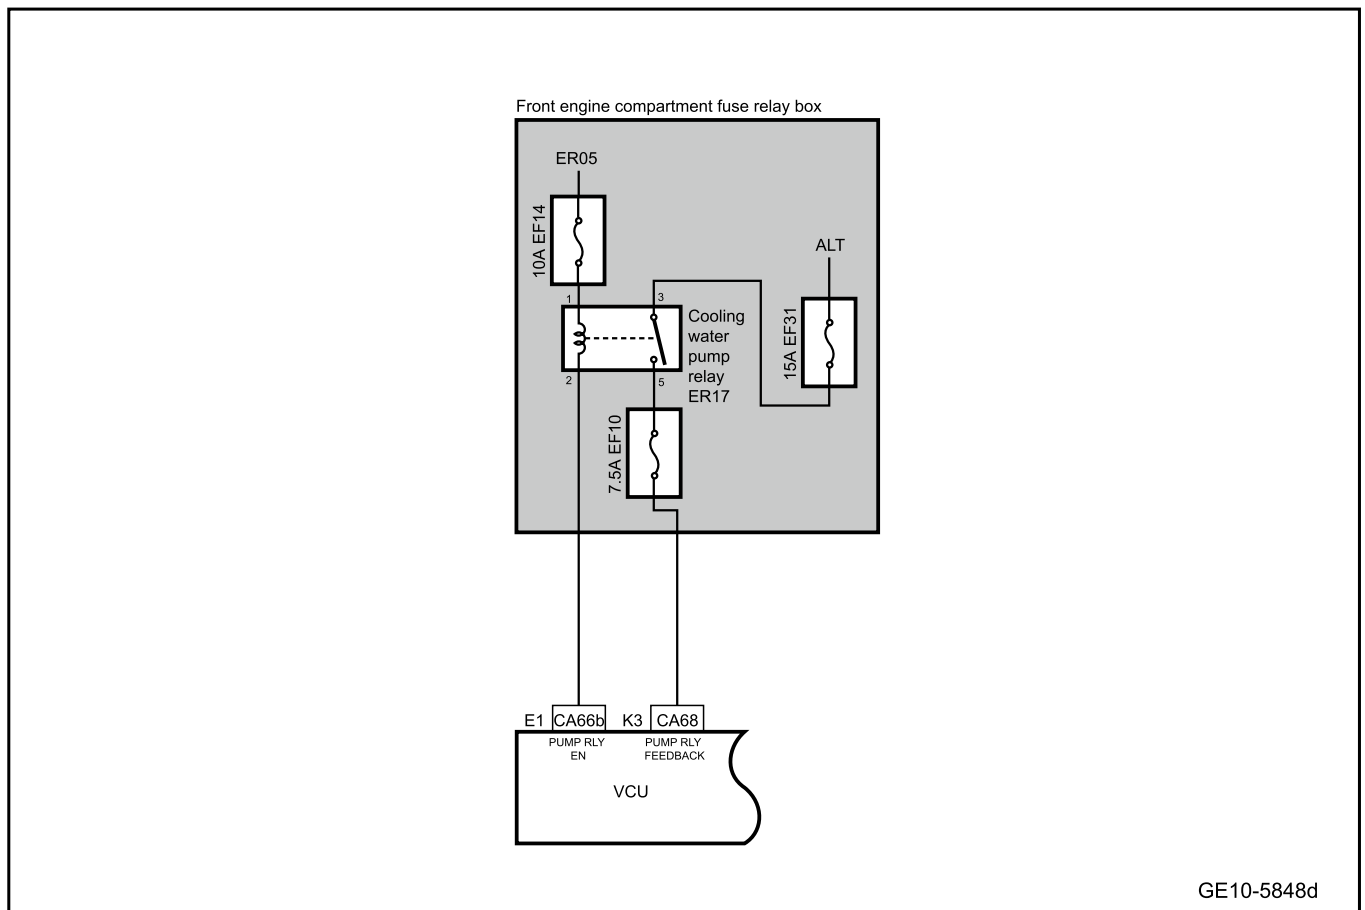 Front engine compartment fuse relay box
ER05
10A EF14
ALT
15A EF31
1
3
Cooling
water
pump
relay
ER17
2
5
7.5A EF10
E1
CA66b
K3
CA68
PUMP RLY
EN
PUMP RLY
FEEDBACK
VCU
GE10-5848d